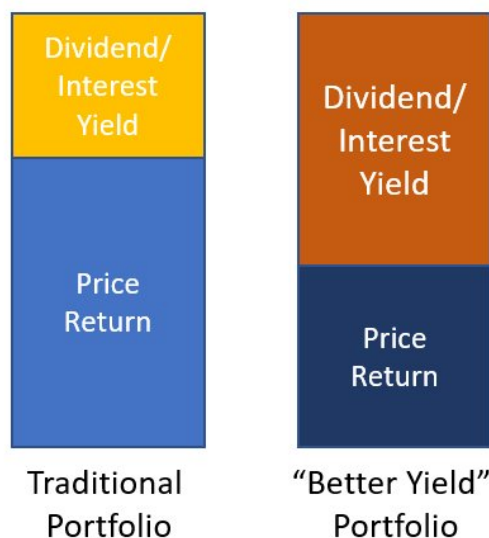 Dividend/
Interest
Yield
Price
Return
Traditional
Portfolio
Dividend/
Interest
Yield
Price
Return
“Better Yield”
Portfolio